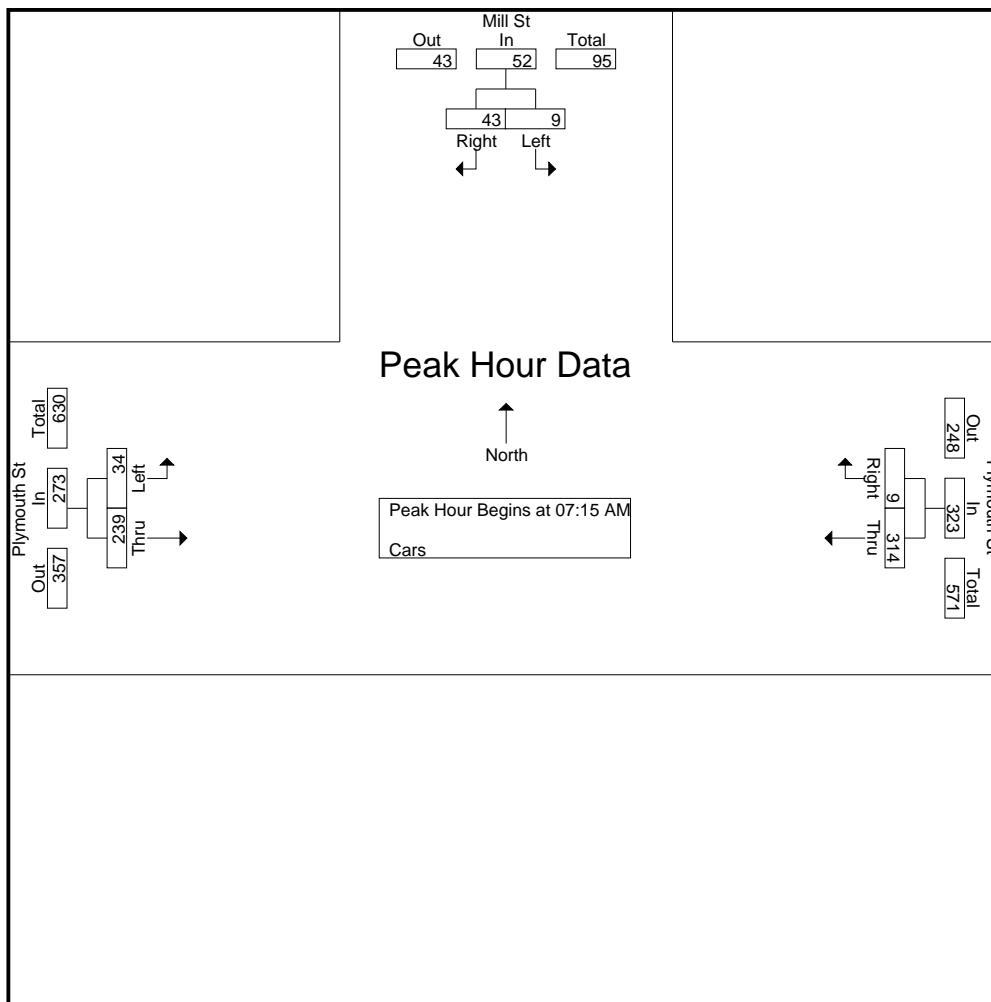 Mill St
Out In Total
43 52 95
43 9
Right Left
Peak Hour Data
North
Peak Hour Begins at 07:15 AM
Cars
Plymouth St
Out In Total
357 273 630
Thru Left
239 34
Plymouth St
Out In Total
248 323 571
Right Thru
9 314